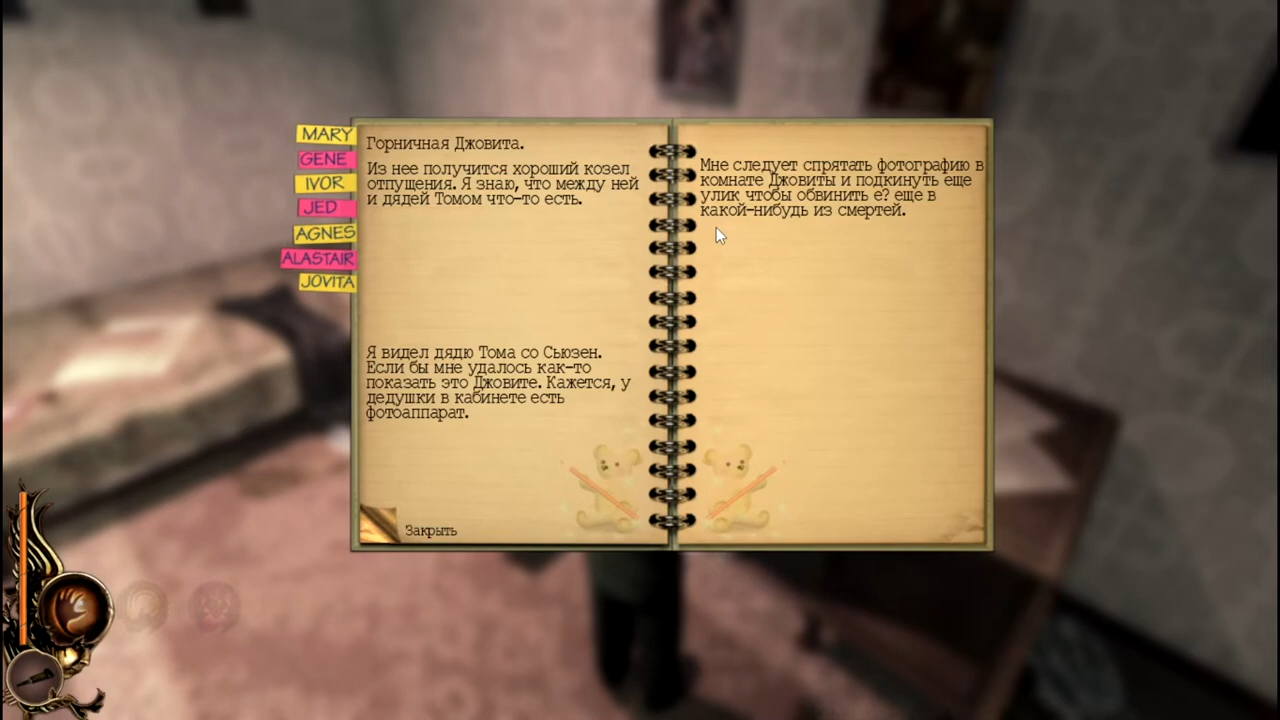 MARY
GENE
IVOR
JED
AGNES
ALASTAIR
JOVITA
Горничная Джовита.
Из нее получится хороший козел
отпущения. Я знаю, что между ней
и дядей Томом что-то есть.
Я видел дядю Тома со Сьюзен.
Если бы мне удалось как-то
показать это Джовите. Кажется, у
дедушки в кабинете есть
фотоаппарат.
Закрыть
Мне следует спрятать фотографию в
комнате Джовиты и подкинуть еще
улик чтобы обвинить е? еще в
какой-нибудь из смертей.